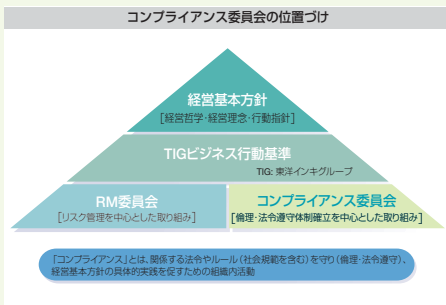 コンプライアンス委員会の位置づけ
経営基本方針
[経営哲学・経営理念・行動指針]
TIGビジネス行動基準
TIG: 東洋インキグループ
RM委員会
[リスク管理を中心とした取り組み]
コンプライアンス委員会
[倫理・法令遵守体制確立を中心とした取り組み]
「コンプライアンス」とは、関係する法令やルール（社会規範を含む）を守り（倫理・法令遵守）、
経営基本方針の具体的実践を促すための組織内活動